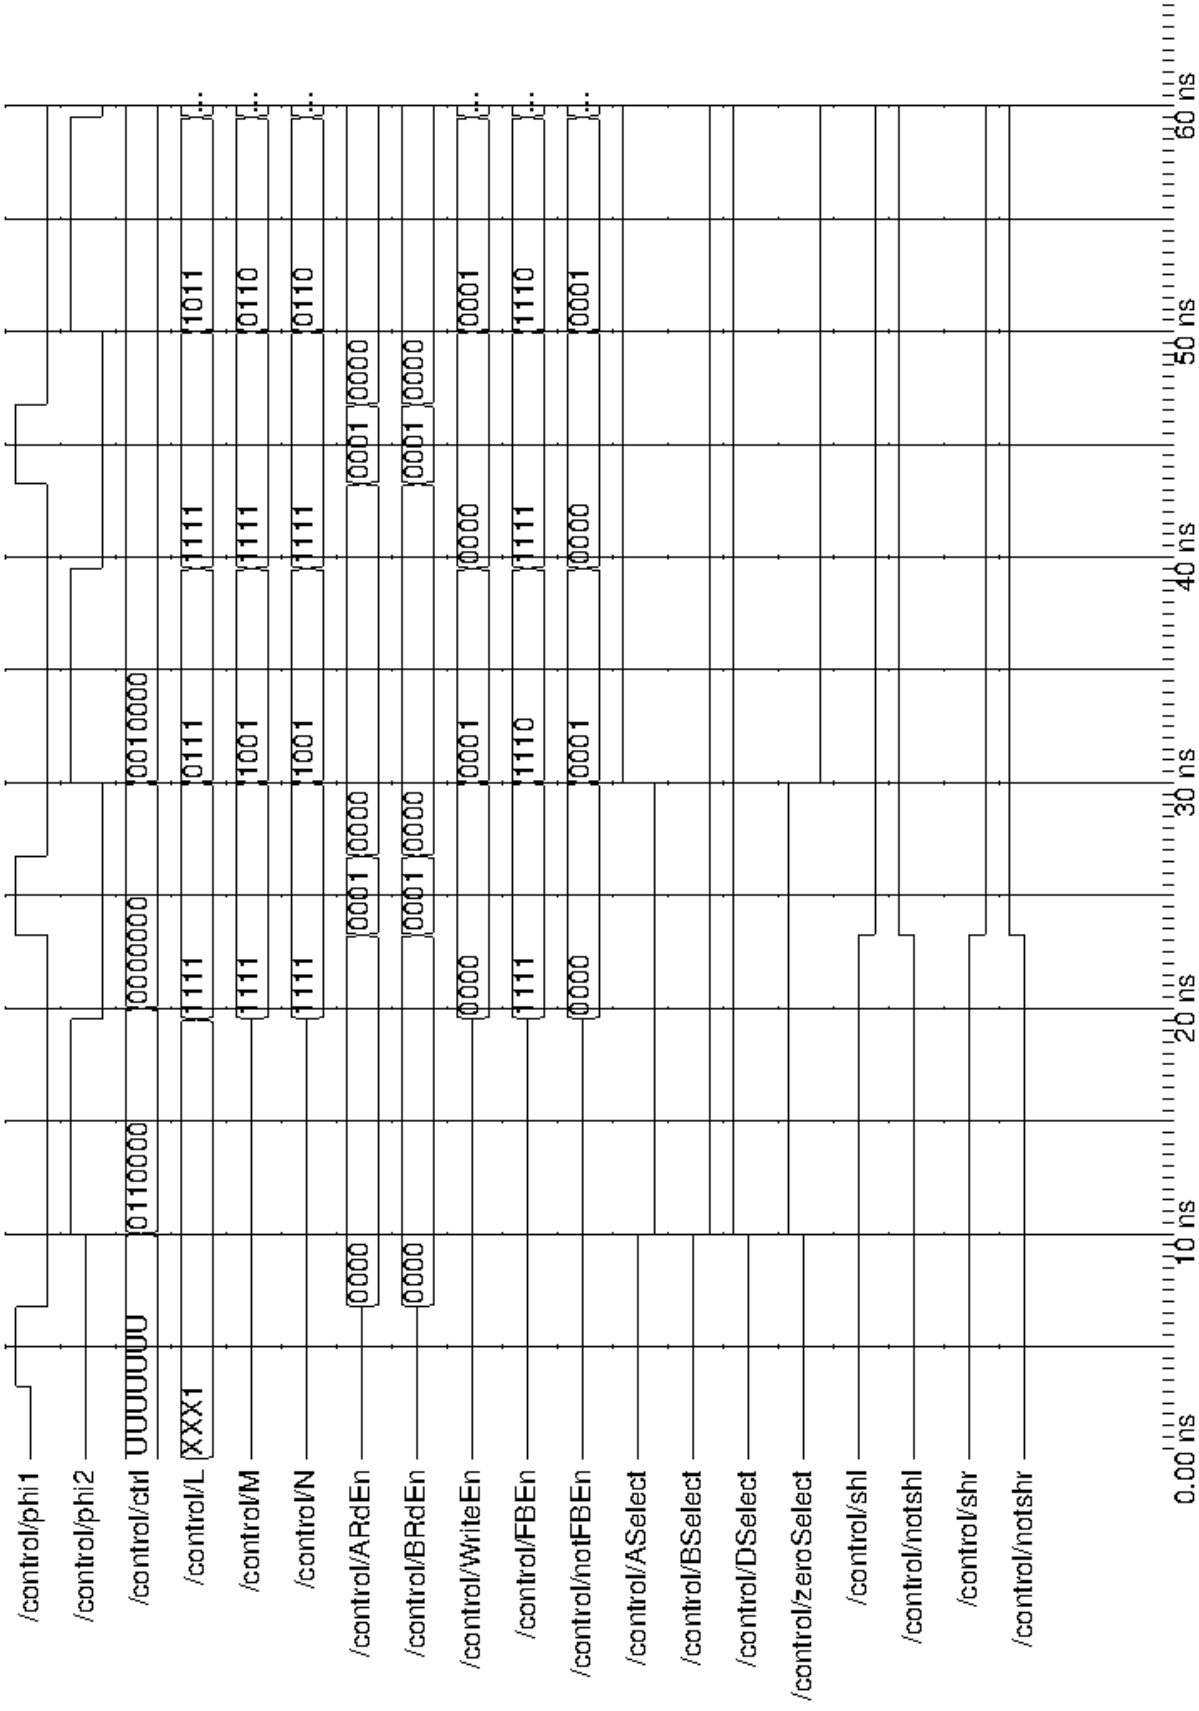 /control/phi1
/control/phi2
/control/ctrl UUUUUUU 0110000 0000000 0010000
/control/L XXX1 1111 0111 1111 1011 ...
/control/M 1111 1001 1111 0110 ...
/control/N 1111 1001 1111 0110 ...
/control/ARdEn 0000 0001 0000 0001 0000
/control/BRdEn 0000 0001 0000 0001 0000
/control/WriteEn 0000 0001 0000 0001 ...
/control/FBEn 1111 1110 1111 1110 ...
/control/notFBEn 0000 0001 0000 0001 ...
/control/ASelect
/control/BSelect
/control/DSelect
/control/zeroSelect
/control/shl
/control/notshl
/control/shr
/control/notshr
0.00 ns 10 ns 20 ns 30 ns 40 ns 50 ns 60 ns